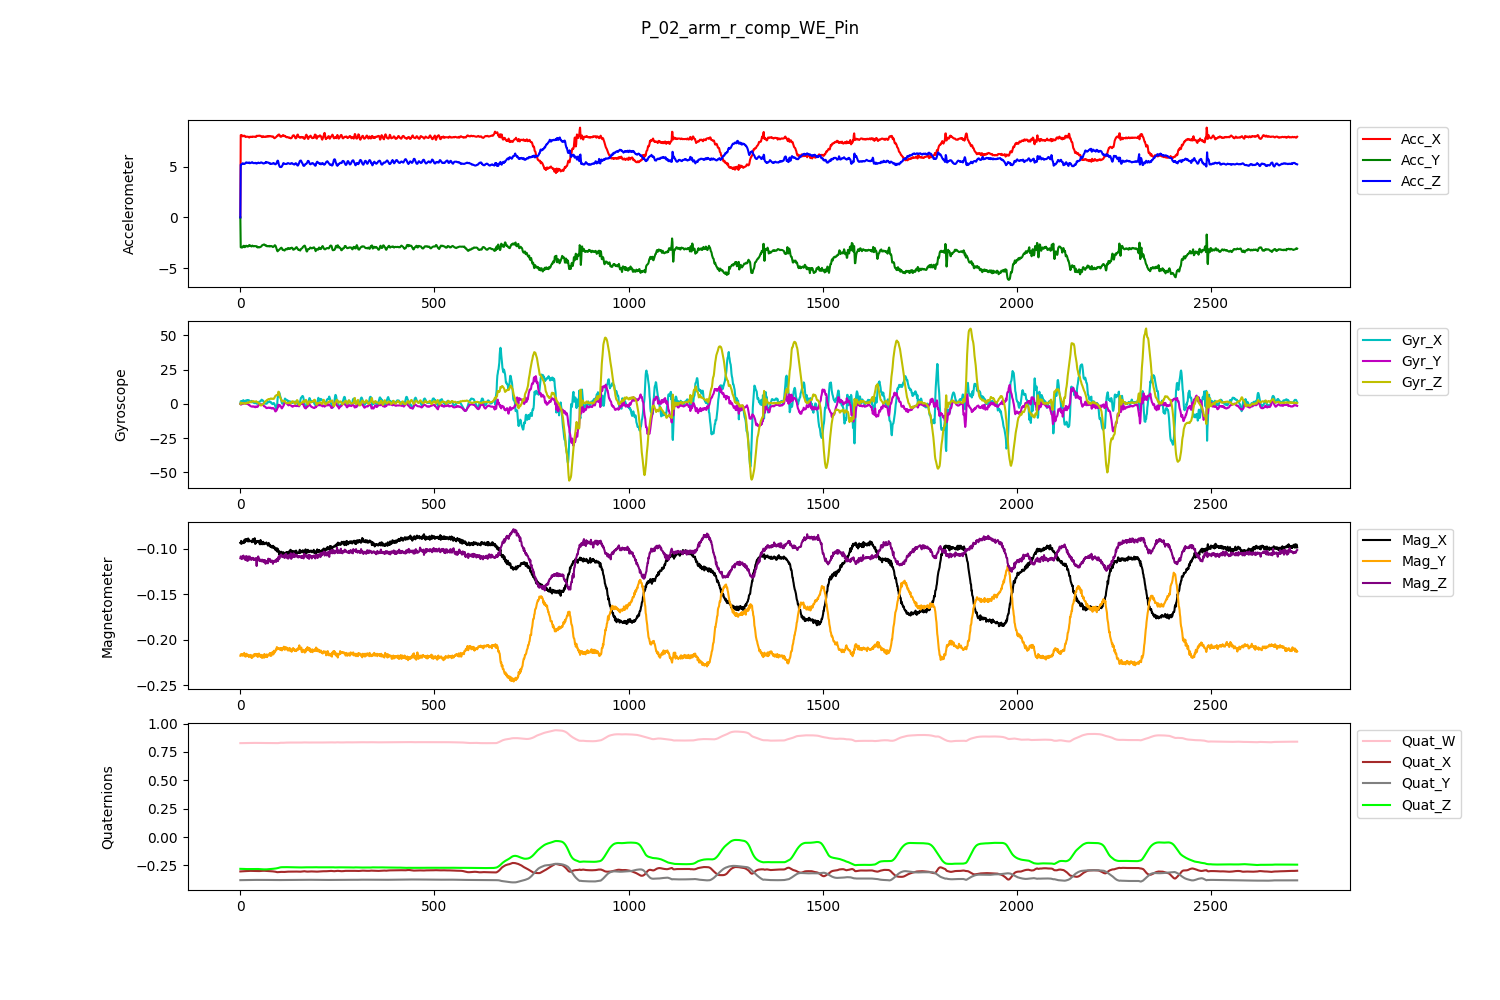 P_02_arm_r_comp_WE_Pin
Accelerometer
5
0
−5
0 500 1000 1500 2000 2500
Acc_X
Acc_Y
Acc_Z
Gyroscope
50
25
0
−25
−50
0 500 1000 1500 2000 2500
Gyr_X
Gyr_Y
Gyr_Z
Magnetometer
−0.10
−0.15
−0.20
−0.25
0 500 1000 1500 2000 2500
Mag_X
Mag_Y
Mag_Z
Quaternions
1.00
0.75
0.50
0.25
0.00
−0.25
0 500 1000 1500 2000 2500
Quat_W
Quat_X
Quat_Y
Quat_Z